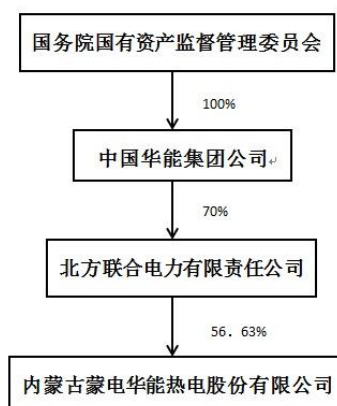 国务院国有资产监督管理委员会
100%
中国华能集团公司
70%
北方联合电力有限责任公司
56. 63%
内蒙古蒙电华能热电股份有限公司